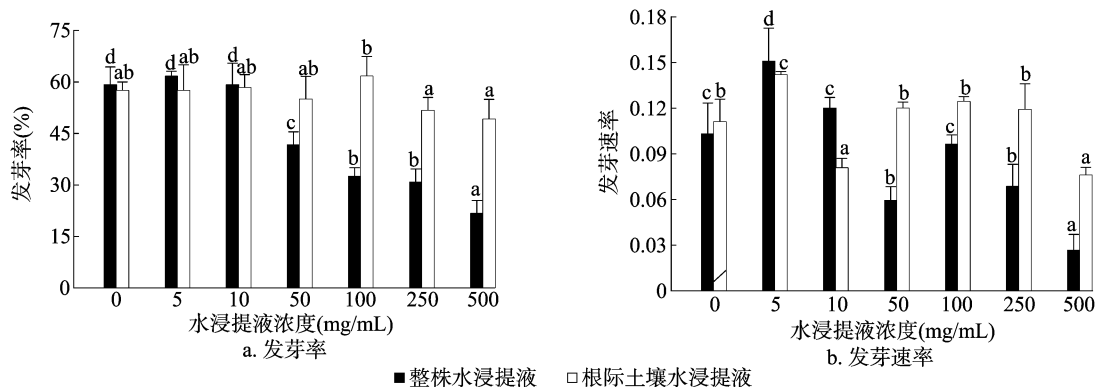 75
60
45
30
15
0
发芽率(%)
d ab d ab d ab c ab b b b a a a
0 5 10 50 100 250 500
水浸提液浓度(mg/mL)
a. 发芽率
0.18
0.15
0.12
0.09
0.06
0.03
0
发芽速率
c b d c c a b b c b b b a a
0 5 10 50 100 250 500
水浸提液浓度(mg/mL)
b. 发芽速率
整株水浸提液 根际土壤水浸提液